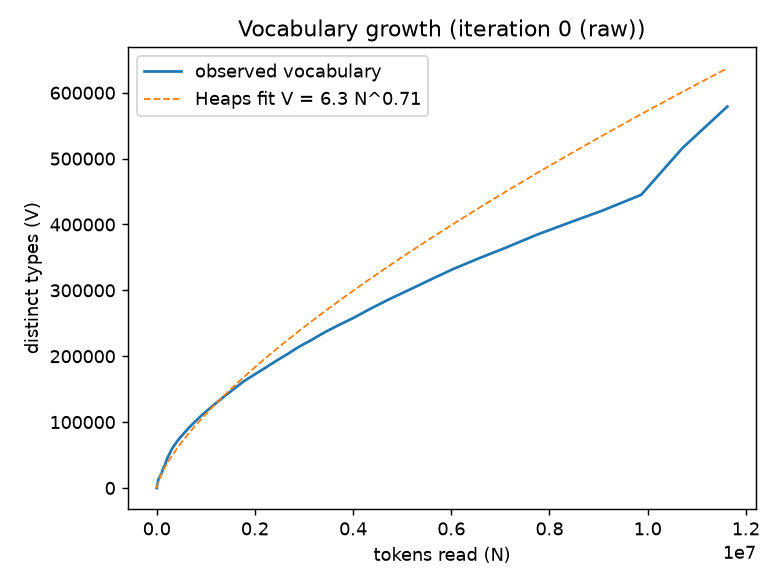 Vocabulary growth (iteration 0 (raw))
observed vocabulary
Heaps fit V = 6.3 N^0.71
600000
500000
400000
300000
200000
100000
0
distinct types (V)
0.0 0.2 0.4 0.6 0.8 1.0 1.2
1e7
tokens read (N)